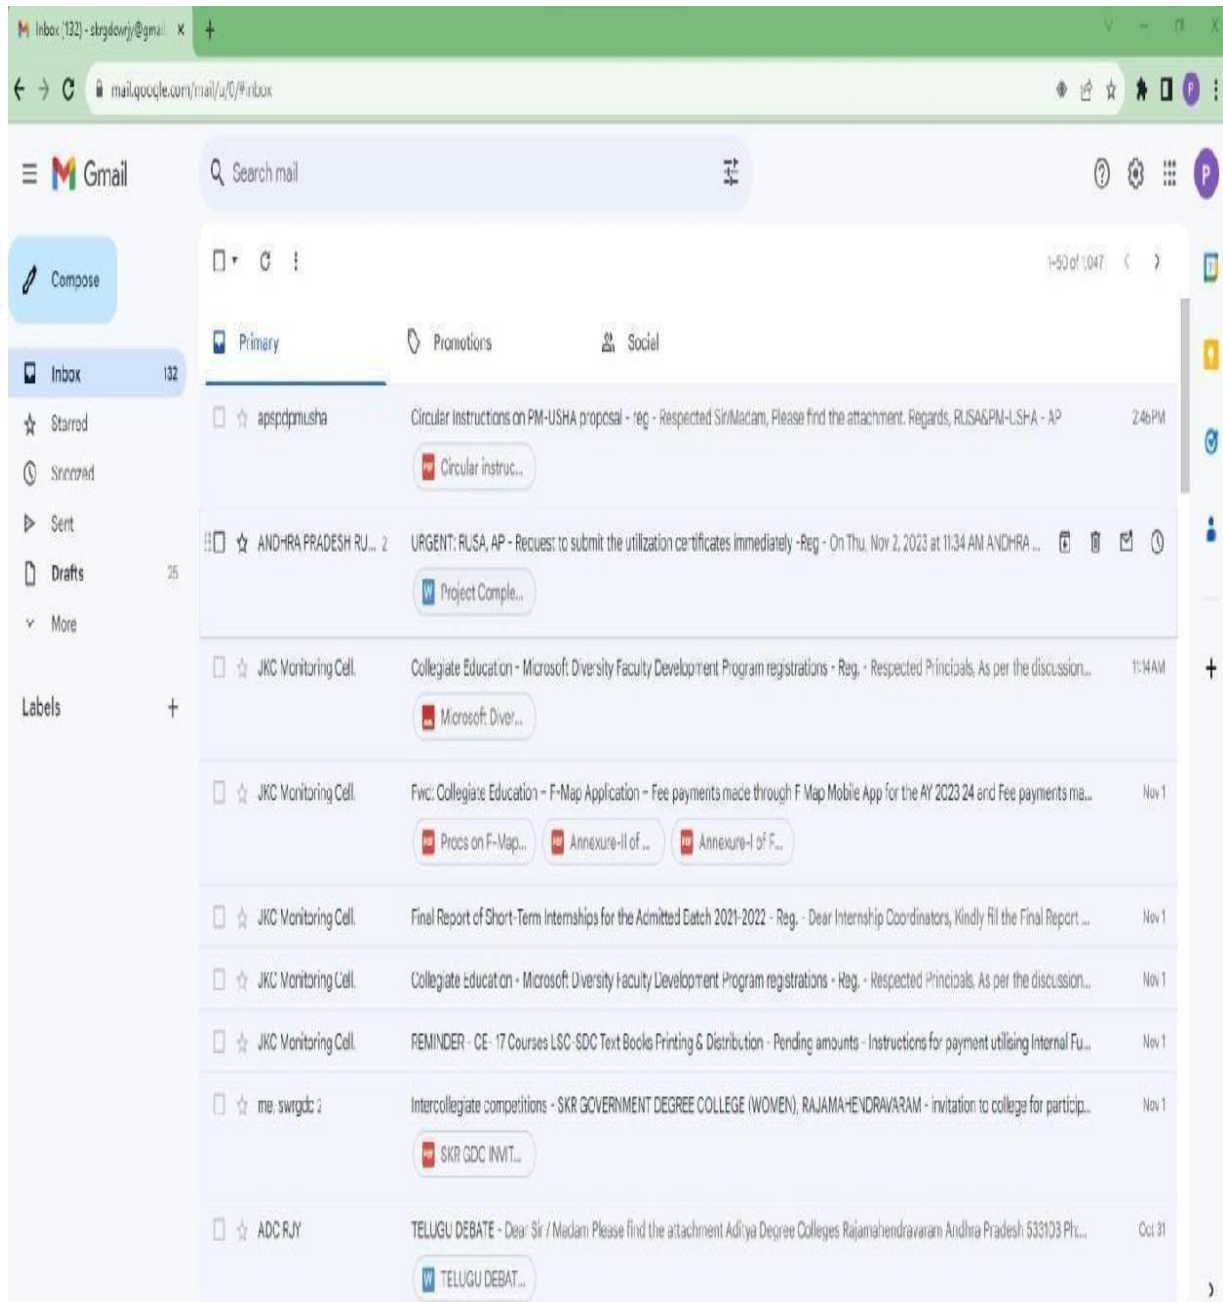 Inbox (132) - skrgdcwrjy@gmail
mail.google.com/mail/u/0/#inbox
P
Gmail
Search mail
P
Compose
1-50 of 1,047
Primary
Promotions
Social
Inbox 132
Starred
Snoozed
Sent
Drafts 25
More
Labels
apspdpmusha Circular Instructions on PM-USHA proposal - reg - Respected Sir/Madam, Please find the attachment. Regards, RUSA&PM-USHA - AP 2:46 PM
Circular instruc...
ANDHRA PRADESH RU... 2 URGENT: RUSA, AP - Request to submit the utilization certificates immediately -Reg - On Thu, Nov 2, 2023 at 11:34 AM ANDHRA ...
Project Comple...
JKC Monitoring Cell. Collegiate Education - Microsoft Diversity Faculty Development Program registrations - Reg. - Respected Principals, As per the discussion... 11:14 AM
Microsoft Diver...
JKC Monitoring Cell. Fwd: Collegiate Education – F-Map Application – Fee payments made through F Map Mobile App for the AY 2023 24 and Fee payments ma... Nov 1
Procs on F-Map...
Annexure-II of ...
Annexure-I of F...
JKC Monitoring Cell. Final Report of Short-Term Internships for the Admitted Batch 2021-2022 - Reg. - Dear Internship Coordinators, Kindly fill the Final Report ... Nov 1
JKC Monitoring Cell. Collegiate Education - Microsoft Diversity Faculty Development Program registrations - Reg. - Respected Principals, As per the discussion... Nov 1
JKC Monitoring Cell. REMINDER - CE- 17 Courses LSC-SDC Text Books Printing & Distribution - Pending amounts - Instructions for payment utilising Internal Fu... Nov 1
me, swrgdc 2 Intercollegiate competitions - SKR GOVERNMENT DEGREE COLLEGE (WOMEN), RAJAMAHENDRAVARAM - invitation to college for particip... Nov 1
SKR GDC INVIT...
ADC RJY TELUGU DEBATE - Dear Sir / Madam Please find the attachment Aditya Degree Colleges Rajamahendravaram Andhra Pradesh 533103 Ph:... Oct 31
TELUGU DEBAT...